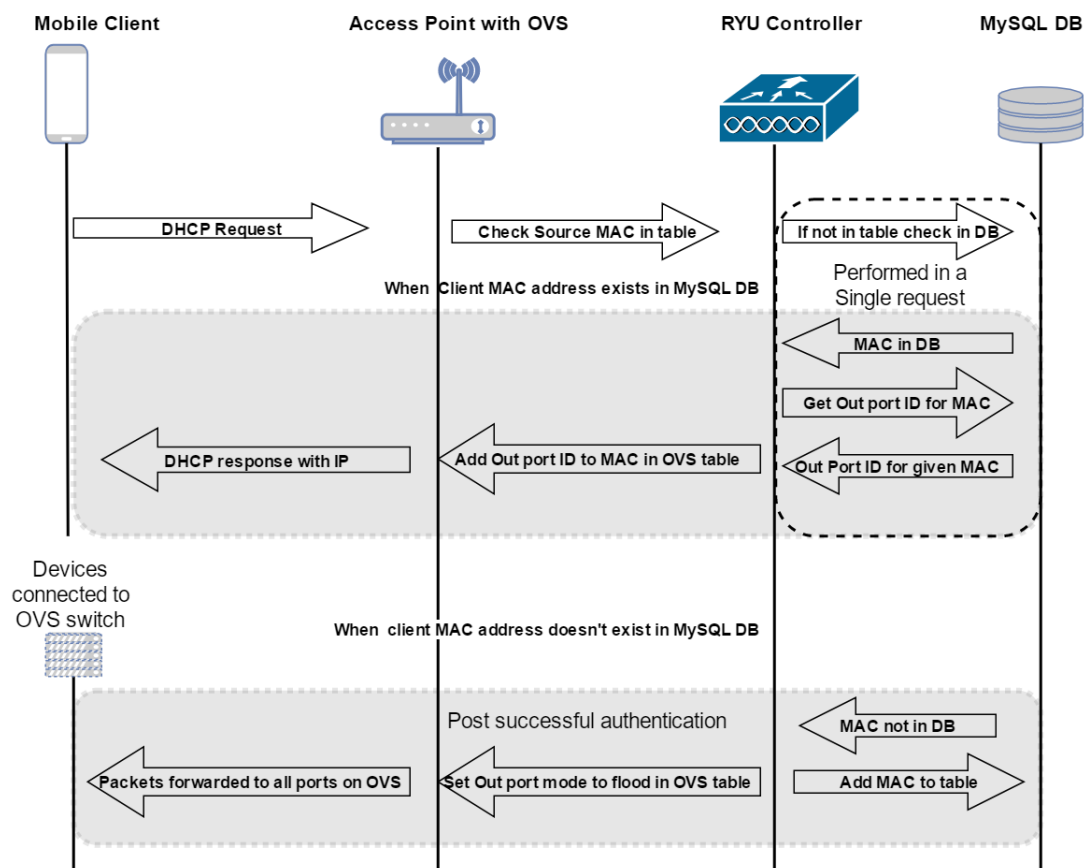 Mobile Client
Access Point with OVS
RYU Controller
MySQL DB
DHCP Request
Check Source MAC in table
If not in table check in DB
Performed in a
Single request
When Client MAC address exists in MySQL DB
MAC in DB
Get Out port ID for MAC
DHCP response with IP
Add Out port ID to MAC in OVS table
Out Port ID for given MAC
Devices
connected to
OVS switch
When client MAC address doesn't exist in MySQL DB
Post successful authentication
MAC not in DB
Packets forwarded to all ports on OVS
Set Out port mode to flood in OVS table
Add MAC to table